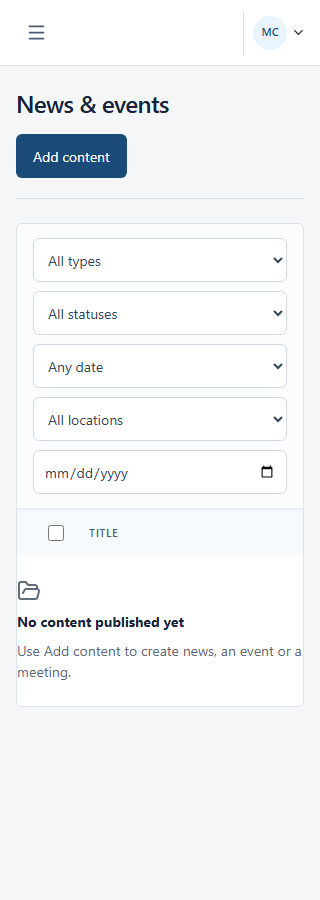 MC
News & events
Add content
All types
All statuses
Any date
All locations
mm/dd/yyyy
TITLE
No content published yet
Use Add content to create news, an event or a
meeting.